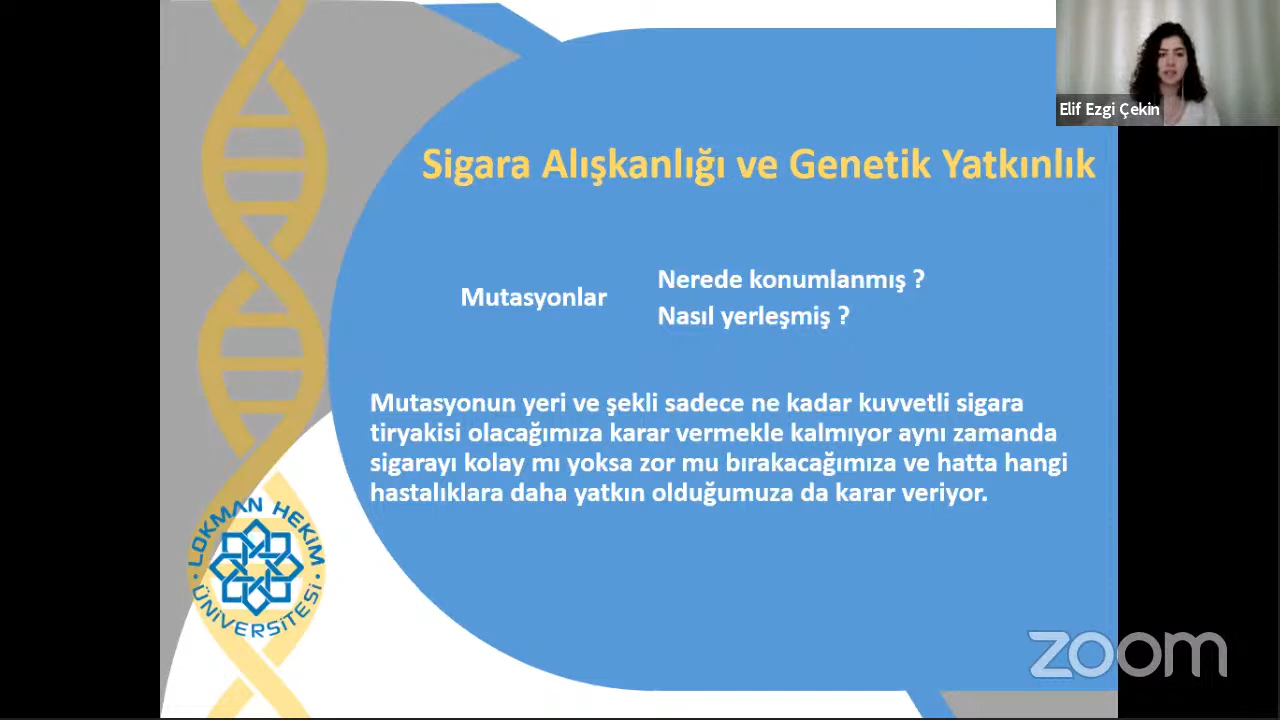 Elif Ezgi Çekin
Sigara Alışkanlığı ve Genetik Yatkınlık
Mutasyonlar
Nerede konumlanmış ?
Nasıl yerleşmiş ?
Mutasyonun yeri ve şekli sadece ne kadar kuvvetli sigara
tiryakisi olacağımıza karar vermekle kalmıyor aynı zamanda
sigarayı kolay mı yoksa zor mu bırakacağımıza ve hatta hangi
hastalıklara daha yatkın olduğumuza da karar veriyor.
LOKMAN HEKİM
ÜNİVERSİTESİ
zoom